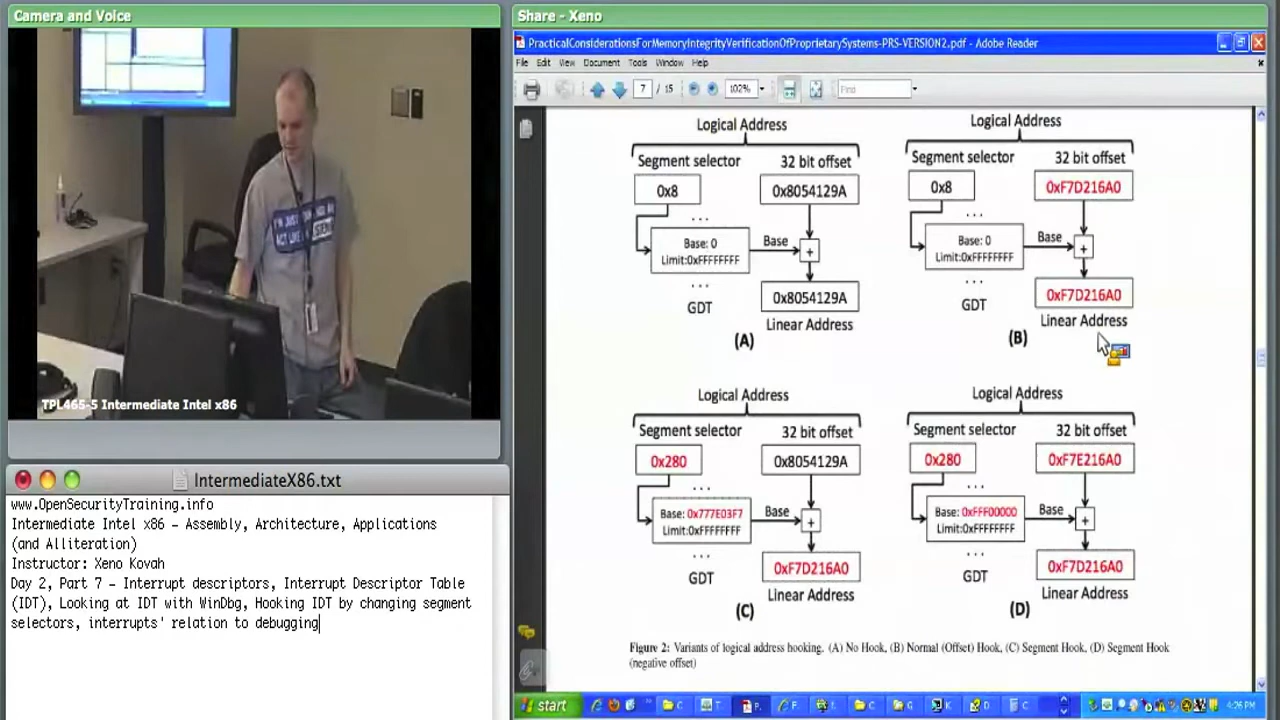 Camera and Voice
TPL465-5 Intermediate Intel x86
IntermediateX86.txt
www.OpenSecurityTraining.info
Intermediate Intel x86 – Assembly, Architecture, Applications
(and Alliteration)
Instructor: Xeno Kovah
Day 2, Part 7 – Interrupt descriptors, Interrupt Descriptor Table
(IDT), Looking at IDT with WinDbg, Hooking IDT by changing segment
selectors, interrupts' relation to debugging
Share - Xeno
PracticalConsiderationsForMemoryIntegrityVerificationOfProprietarySystems-PRS-VERSION2.pdf - Adobe Reader
File Edit View Document Tools Window Help
7 / 15 102% Find
Logical Address
Segment selector 32 bit offset
0x8 0x8054129A
...
Base: 0
Limit:0xFFFFFFFF
Base +
...
GDT
0x8054129A
Linear Address
(A)
Logical Address
Segment selector 32 bit offset
0x8 0xF7D216A0
...
Base: 0
Limit:0xFFFFFFFF
Base +
...
GDT
0xF7D216A0
Linear Address
(B)
Logical Address
Segment selector 32 bit offset
0x280 0x8054129A
...
Base: 0x777E03F7
Limit:0xFFFFFFFF
Base +
...
GDT
0xF7D216A0
Linear Address
(C)
Logical Address
Segment selector 32 bit offset
0x280 0xF7E216A0
...
Base: 0xFFF00000
Limit:0xFFFFFFFF
Base +
...
GDT
0xF7D216A0
Linear Address
(D)
Figure 2: Variants of logical address hooking. (A) No Hook, (B) Normal (Offset) Hook, (C) Segment Hook, (D) Segment Hook
(negative offset)
start
4:26 PM